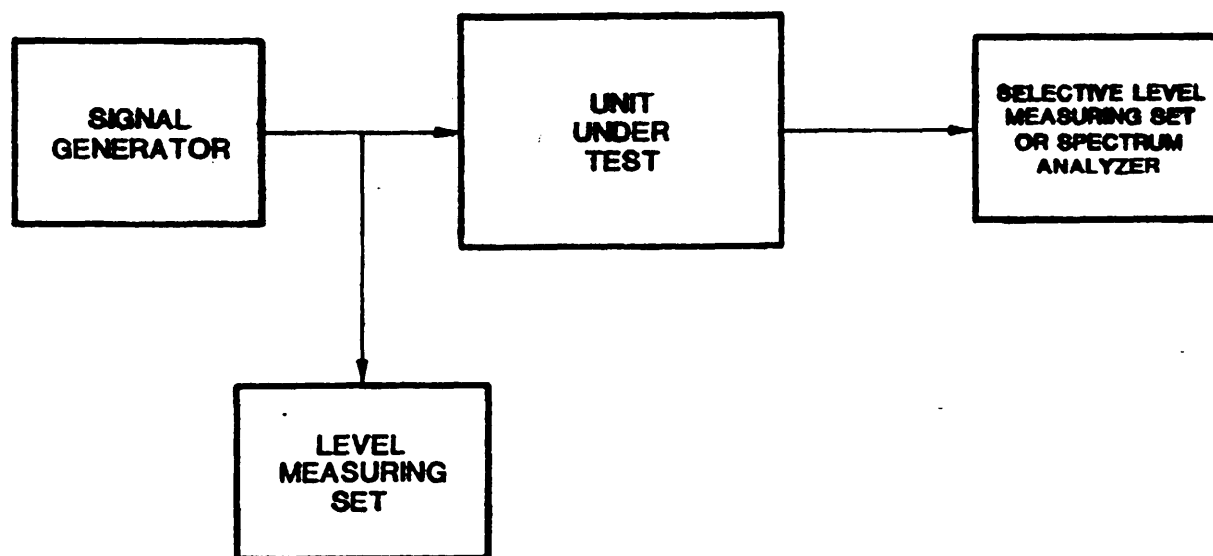 SIGNAL
GENERATOR
UNIT
UNDER
TEST
SELECTIVE LEVEL
MEASURING SET
OR SPECTRUM
ANALYZER
LEVEL
MEASURING
SET